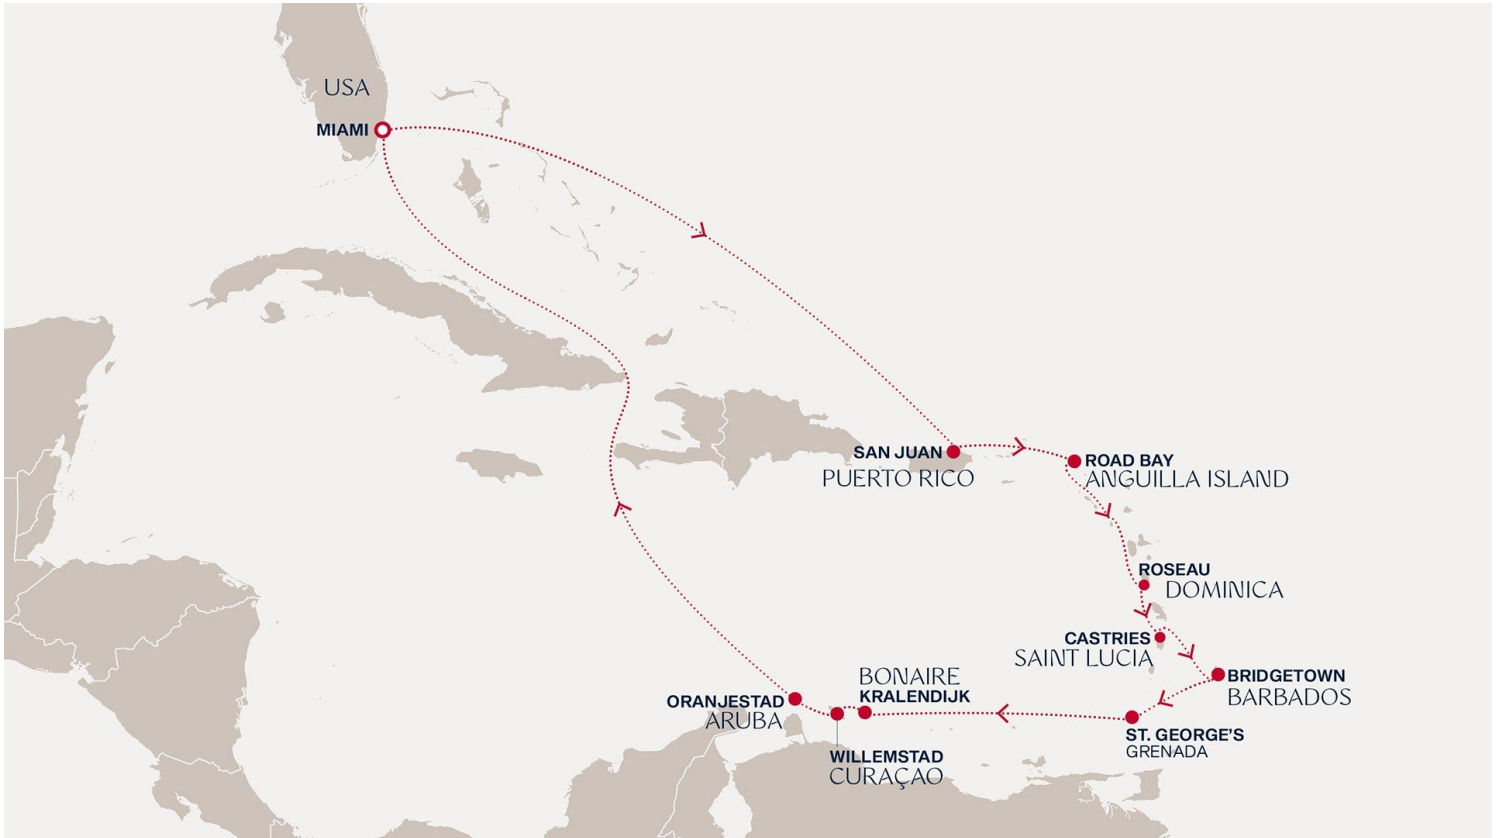 USA
MIAMI
SAN JUAN
PUERTO RICO
ROAD BAY
ANGUILLA ISLAND
ROSEAU
DOMINICA
CASTRIES
SAINT LUCIA
BRIDGETOWN
BARBADOS
ST. GEORGE'S
GRENADA
BONAIRE
KRALENDIJK
WILLEMSTAD
CURAÇAO
ORANJESTAD
ARUBA